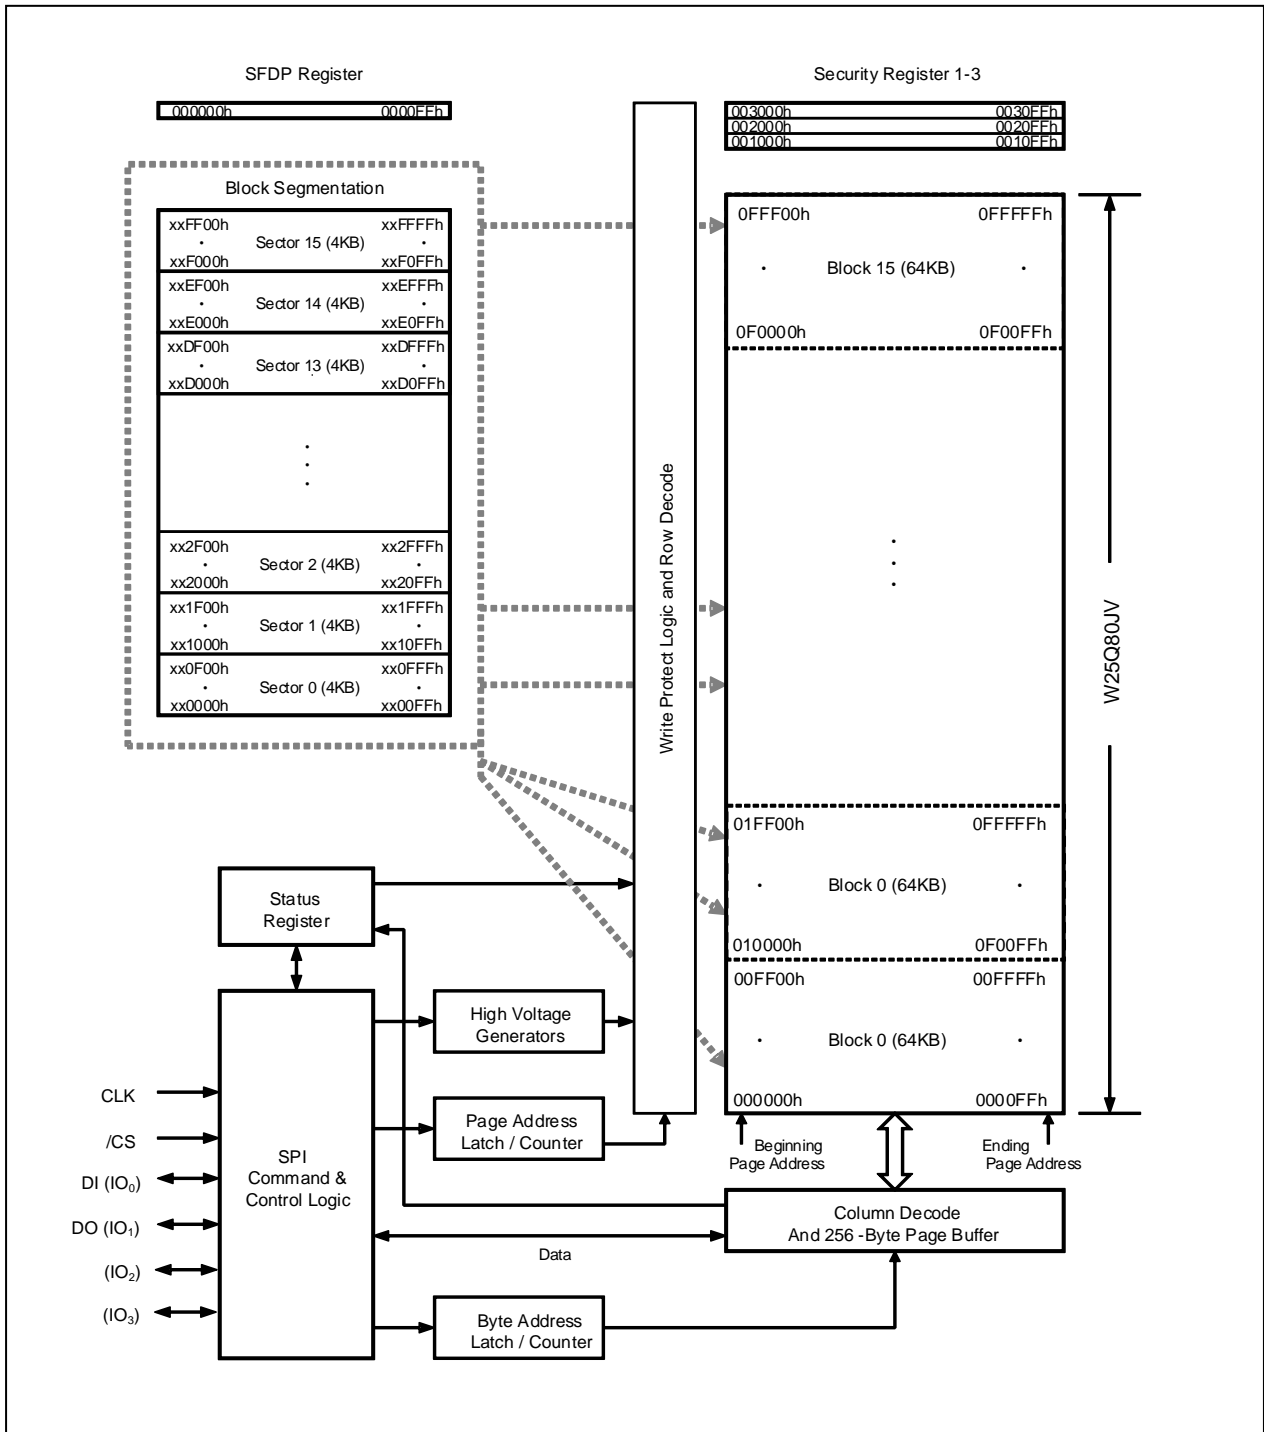 SFDP Register
000000h 0000FFh
Security Register 1-3
003000h 0030FFh
002000h 0020FFh
001000h 0010FFh
Block Segmentation
xxFF00h xxFFFFh
Sector 15 (4KB)
xxF000h xxF0FFh
xxEF00h xxEFFFh
Sector 14 (4KB)
xxE000h xxE0FFh
xxDF00h xxDFFFh
Sector 13 (4KB)
xxD000h xxD0FFh
xx2F00h xx2FFFh
Sector 2 (4KB)
xx2000h xx20FFh
xx1F00h xx1FFFh
Sector 1 (4KB)
xx1000h xx10FFh
xx0F00h xx0FFFh
Sector 0 (4KB)
xx0000h xx00FFh
Write Protect Logic and Row Decode
0FFF00h 0FFFFFh
Block 15 (64KB)
0F0000h 0F00FFh
01FF00h 0FFFFFh
Block 0 (64KB)
010000h 0F00FFh
00FF00h 00FFFFh
Block 0 (64KB)
000000h 0000FFh
W25Q80JV
Beginning
Page Address
Ending
Page Address
Status
Register
High Voltage
Generators
Page Address
Latch / Counter
SPI
Command &
Control Logic
CLK
/CS
DI (IO0)
DO (IO1)
(IO2)
(IO3)
Column Decode
And 256 -Byte Page Buffer
Data
Byte Address
Latch / Counter